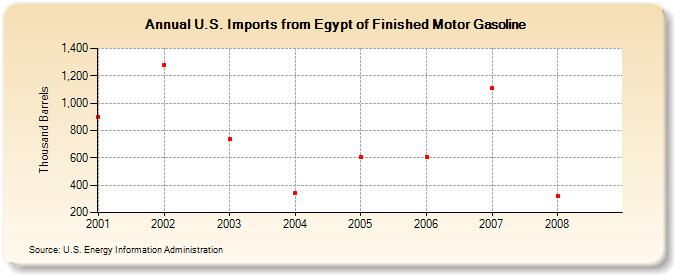 Annual U.S. Imports from Egypt of Finished Motor Gasoline
Thousand Barrels
1,400
1,200
1,000
800
600
400
200
2001 2002 2003 2004 2005 2006 2007 2008
Source: U.S. Energy Information Administration